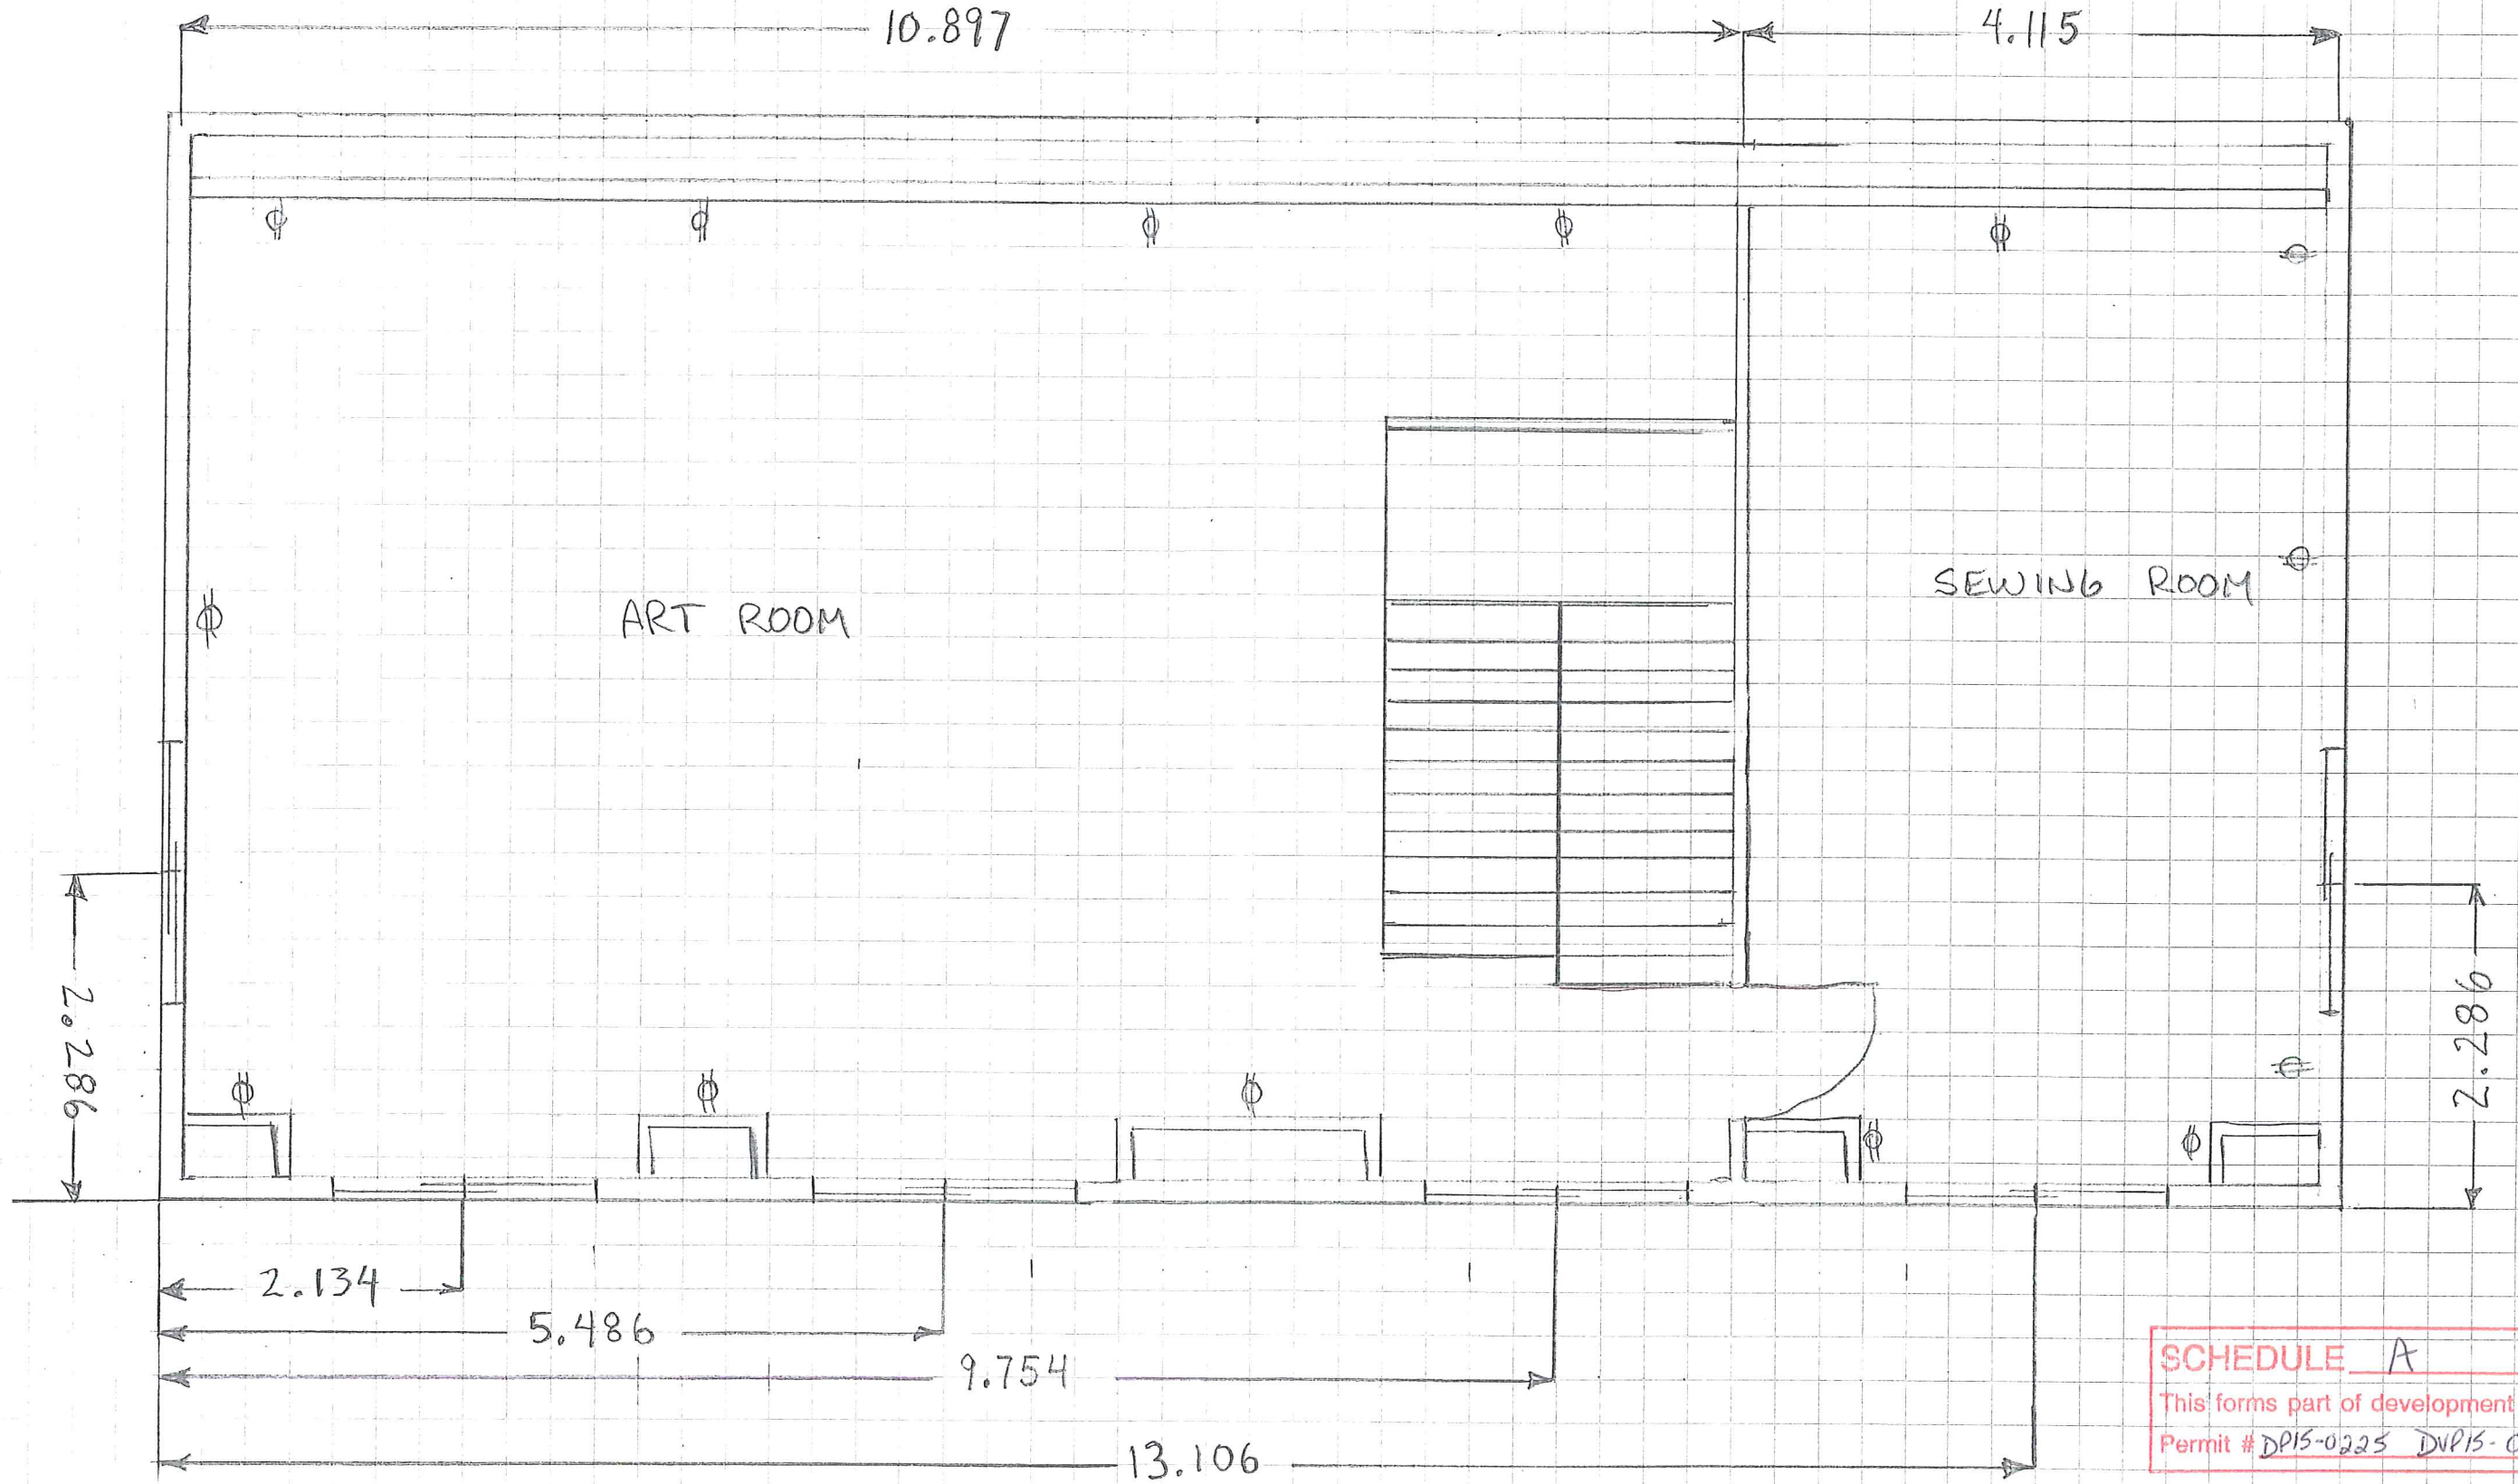 10.897
4.115
ART ROOM
SEWING ROOM
2.286
2.286
2.134
5.486
9.754
13.106
SCHEDULE A
This forms part of development
Permit # DP15-0225 DVP15-